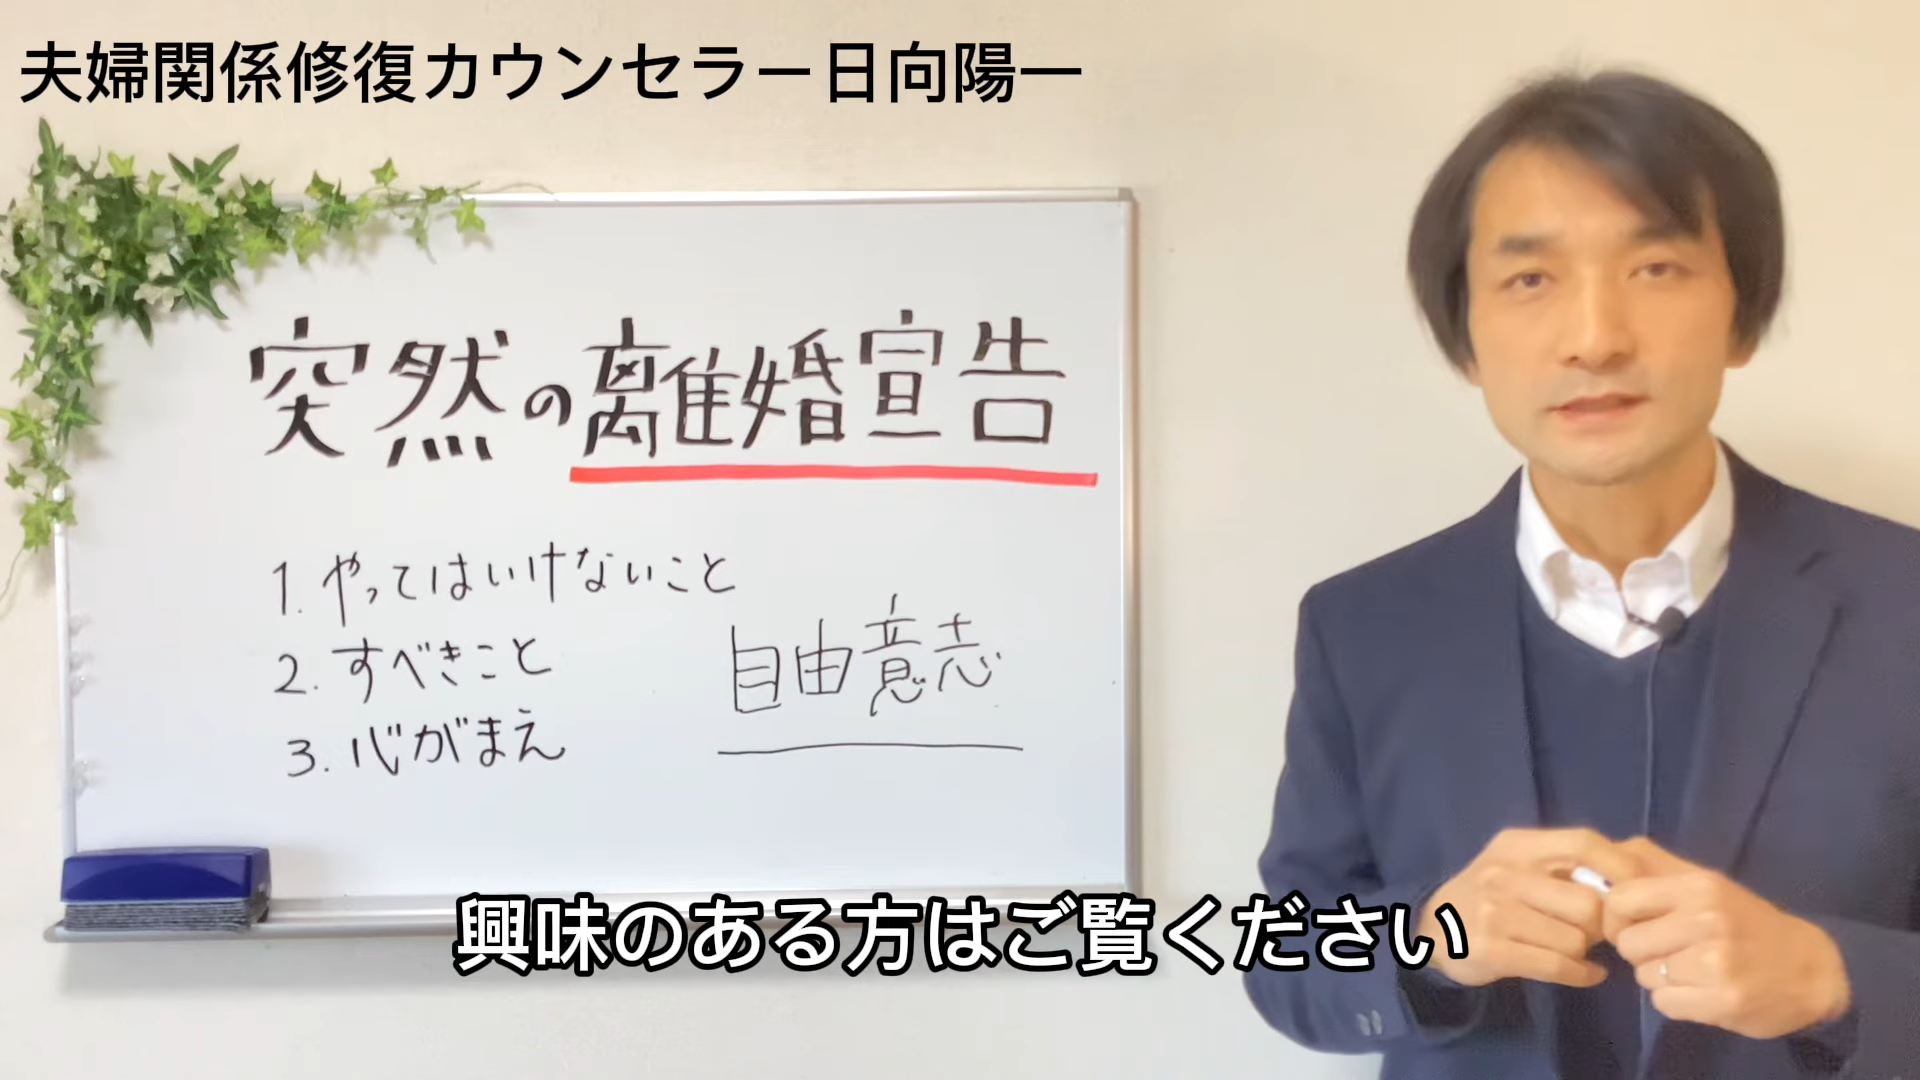 夫婦関係修復カウンセラー日向陽一
突然の離婚宣告
1. やってはいけないこと
2. すべきこと
3. 心がまえ
自由意志
興味のある方はご覧ください